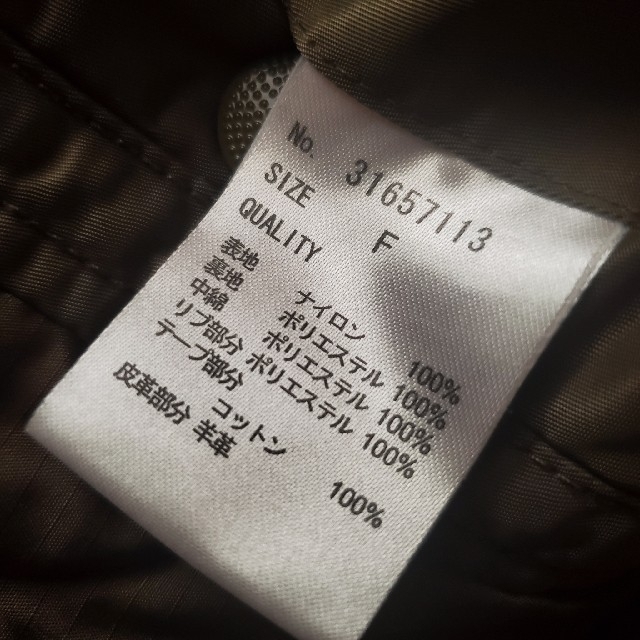 No. 31657113
SIZE F
QUALITY
表地 ナイロン 100%
裏地 ポリエステル 100%
中綿 ポリエステル 100%
リブ部分 ポリエステル 100%
テープ部分
コットン 100%
皮革部分 羊革